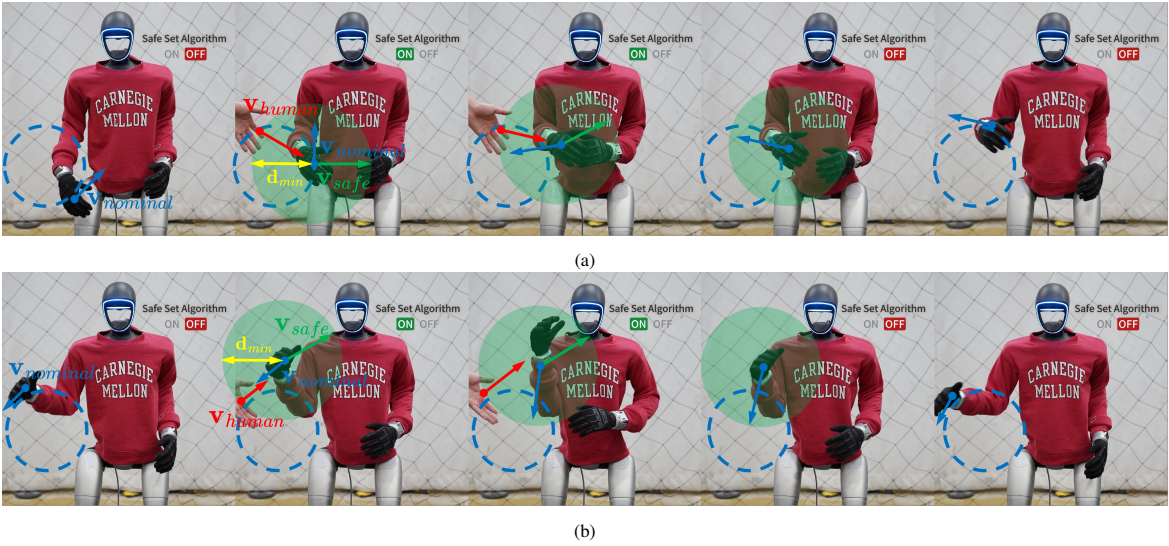 Safe Set Algorithm
ON OFF
CARNEGIE
MELLON
v_nominal
Safe Set Algorithm
ON OFF
CARNEGIE
MELLON
v_human
v_nominal
d_min
v_safe
Safe Set Algorithm
ON OFF
CARNEGIE
MELLON
Safe Set Algorithm
ON OFF
CARNEGIE
MELLON
Safe Set Algorithm
ON OFF
CARNEGIE
MELLON
(a)
Safe Set Algorithm
ON OFF
v_nominal
CARNEGIE
MELLON
Safe Set Algorithm
ON OFF
v_safe
d_min
CARNEGIE
MELLON
v_nominal
v_human
Safe Set Algorithm
ON OFF
CARNEGIE
MELLON
Safe Set Algorithm
ON OFF
CARNEGIE
MELLON
Safe Set Algorithm
ON OFF
CARNEGIE
MELLON
(b)